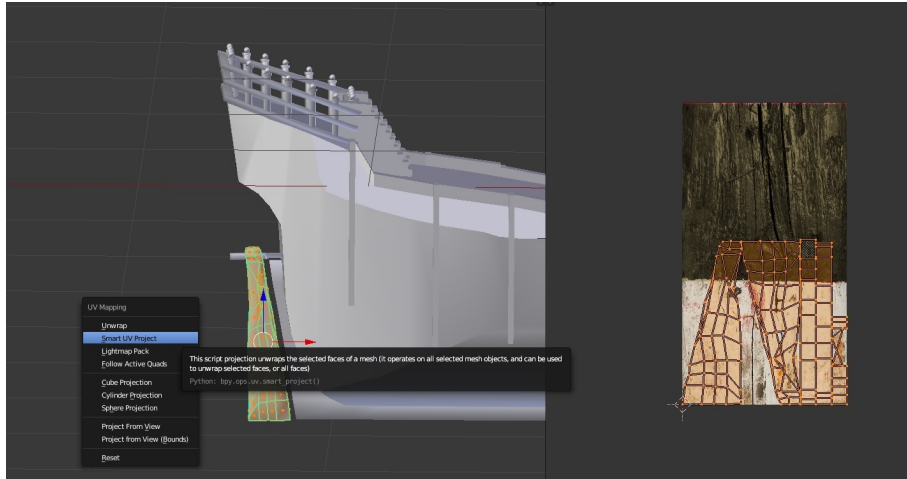 UV Mapping
Unwrap
Smart UV Project
Lightmap Pack
Follow Active Quads
Cube Projection
Cylinder Projection
Sphere Projection
Project From View
Project from View (Bounds)
Reset
This script projection unwraps the selected faces of a mesh (it operates on all selected mesh objects, and can be used
to unwrap selected faces, or all faces)
Python: bpy.ops.uv.smart_project()